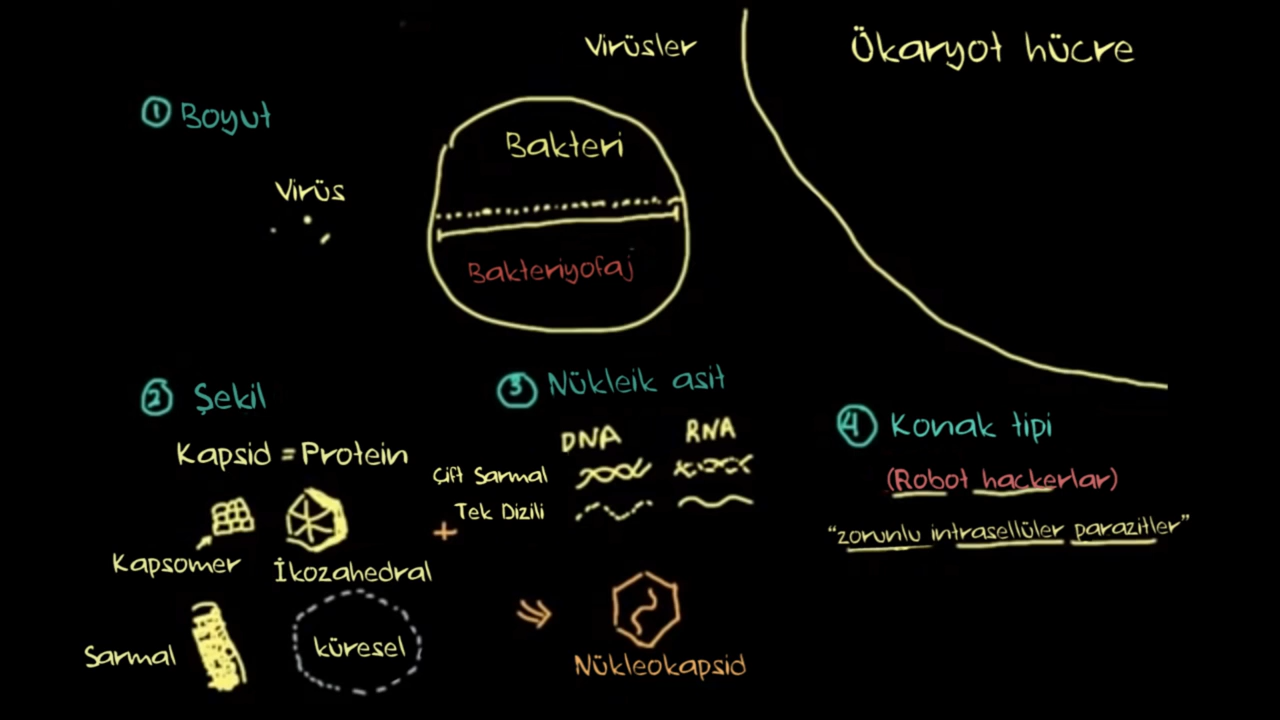 Virüsler
Ükaryot hücre
① Boyut
Virüs
Bakteri
Bakteriyofaj
② Şekil
Kapsid = Protein
Kapsomer
İkozahedral
Sarmal
küresel
+
③ Nükleik asit
DNA RNA
Çift Sarmal
Tek Dizili
Nükleokapsid
④ Konak tipi
(Robot hackerlar)
"zorunlu intrasellüler parazitler"